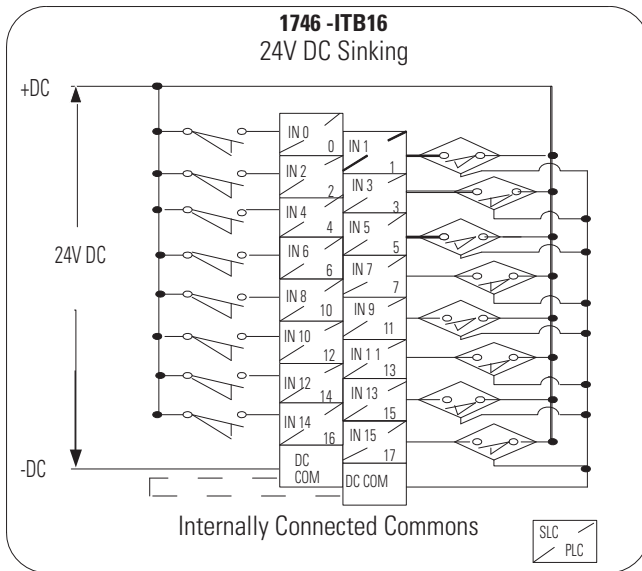 1746 -ITB16
24V DC Sinking
+DC
IN 0
0
IN 1
1
IN 2
2
IN 3
3
IN 4
4
IN 5
5
24V DC
IN 6
6
IN 7
7
IN 8
10
IN 9
11
IN 10
12
IN 1 1
13
IN 12
14
IN 13
15
IN 14
16
IN 15
17
-DC
DC
COM
DC COM
Internally Connected Commons
SLC
PLC